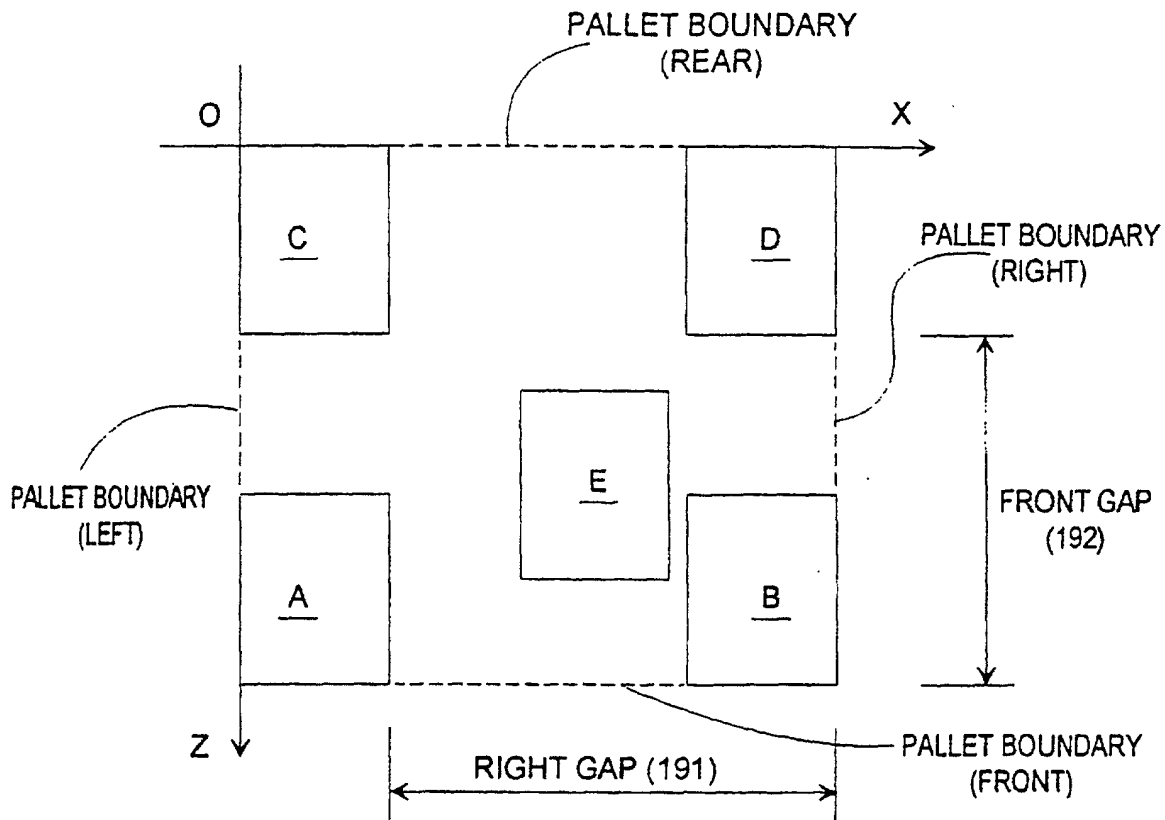 PALLET BOUNDARY
(REAR)
O
X
C
D
PALLET BOUNDARY
(RIGHT)
E
PALLET BOUNDARY
(LEFT)
FRONT GAP
(192)
A
B
Z
RIGHT GAP (191)
PALLET BOUNDARY
(FRONT)